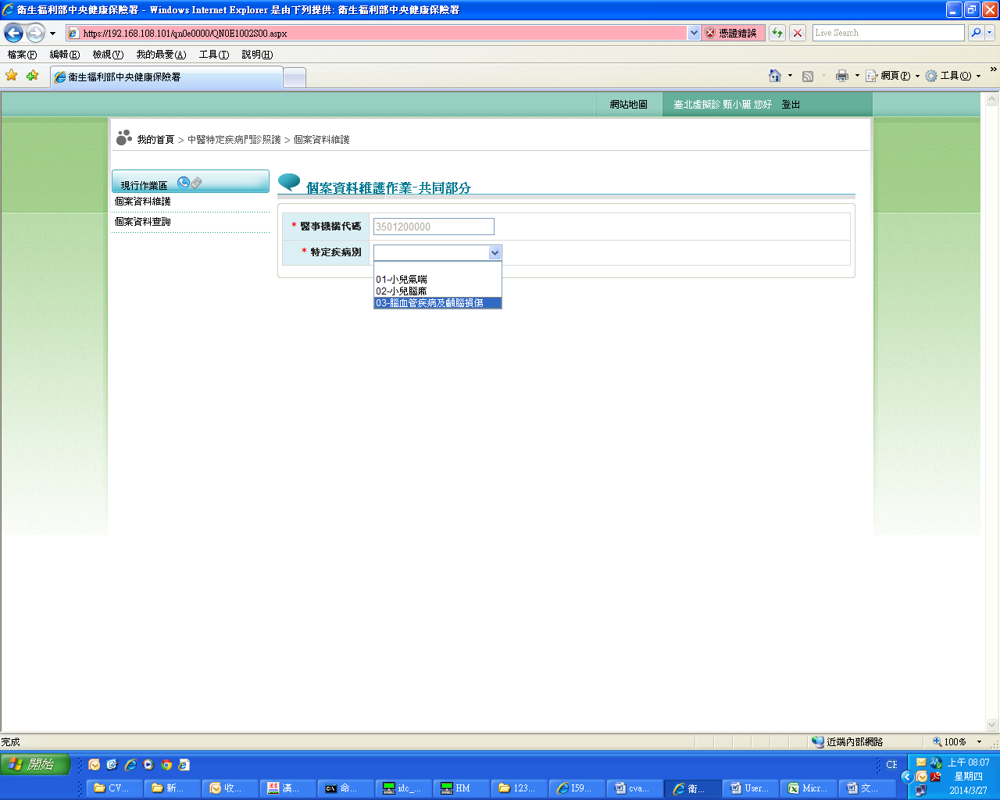 衛生福利部中央健康保險署 - Windows Internet Explorer 是由下列提供: 衛生福利部中央健康保險署
https://192.168.108.101/qn0e0000/QN0E1002S00.aspx
憑證錯誤
Live Search
檔案(F) 編輯(E) 檢視(V) 我的最愛(A) 工具(T) 說明(H)
衛生福利部中央健康保險署
網頁(P) 工具(O) »
網站地圖
臺北虛擬診 甄小麗 您好 登出
我的首頁 > 中醫特定疾病門診照護 > 個案資料維護
現行作業區
個案資料維護
個案資料查詢
個案資料維護作業-共同部分
* 醫事機構代碼 3501200000
* 特定疾病別
01-小兒氣喘
02-小兒腦麻
03-腦血管疾病及顱腦損傷
完成
近端內部網路
100%
開始
CH
上午 08:07
星期四
2014/3/27
CV...
新...
收...
漢...
命...
idc_...
HM
123...
I59...
cva...
衛...
User...
Micr...
文...